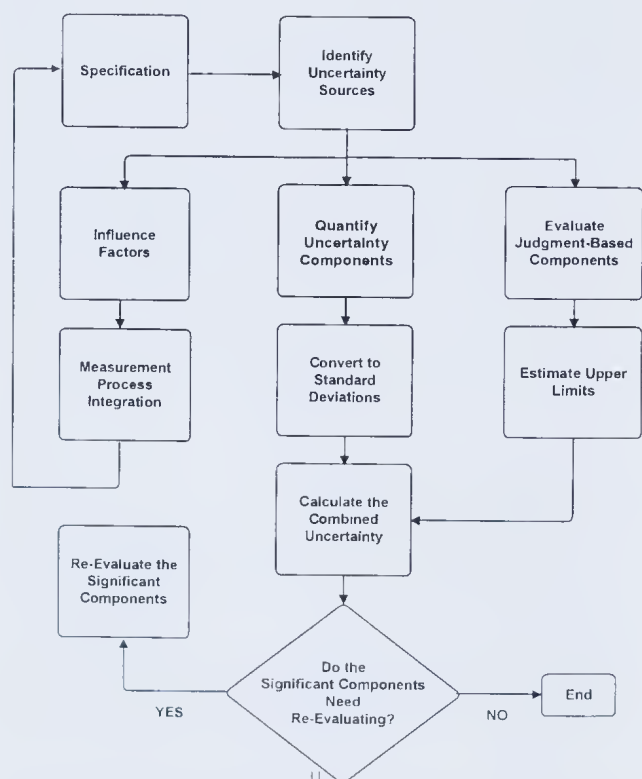 Specification
Identify
Uncertainty
Sources
Influence
Factors
Quantify
Uncertainty
Components
Evaluate
Judgment-Based
Components
Measurement
Process
Integration
Convert to
Standard
Deviations
Estimate Upper
Limits
Calculate the
Combined
Uncertainty
Re-Evaluate the
Significant
Components
Do the
Significant Components
Need
Re-Evaluating?
YES
NO
End